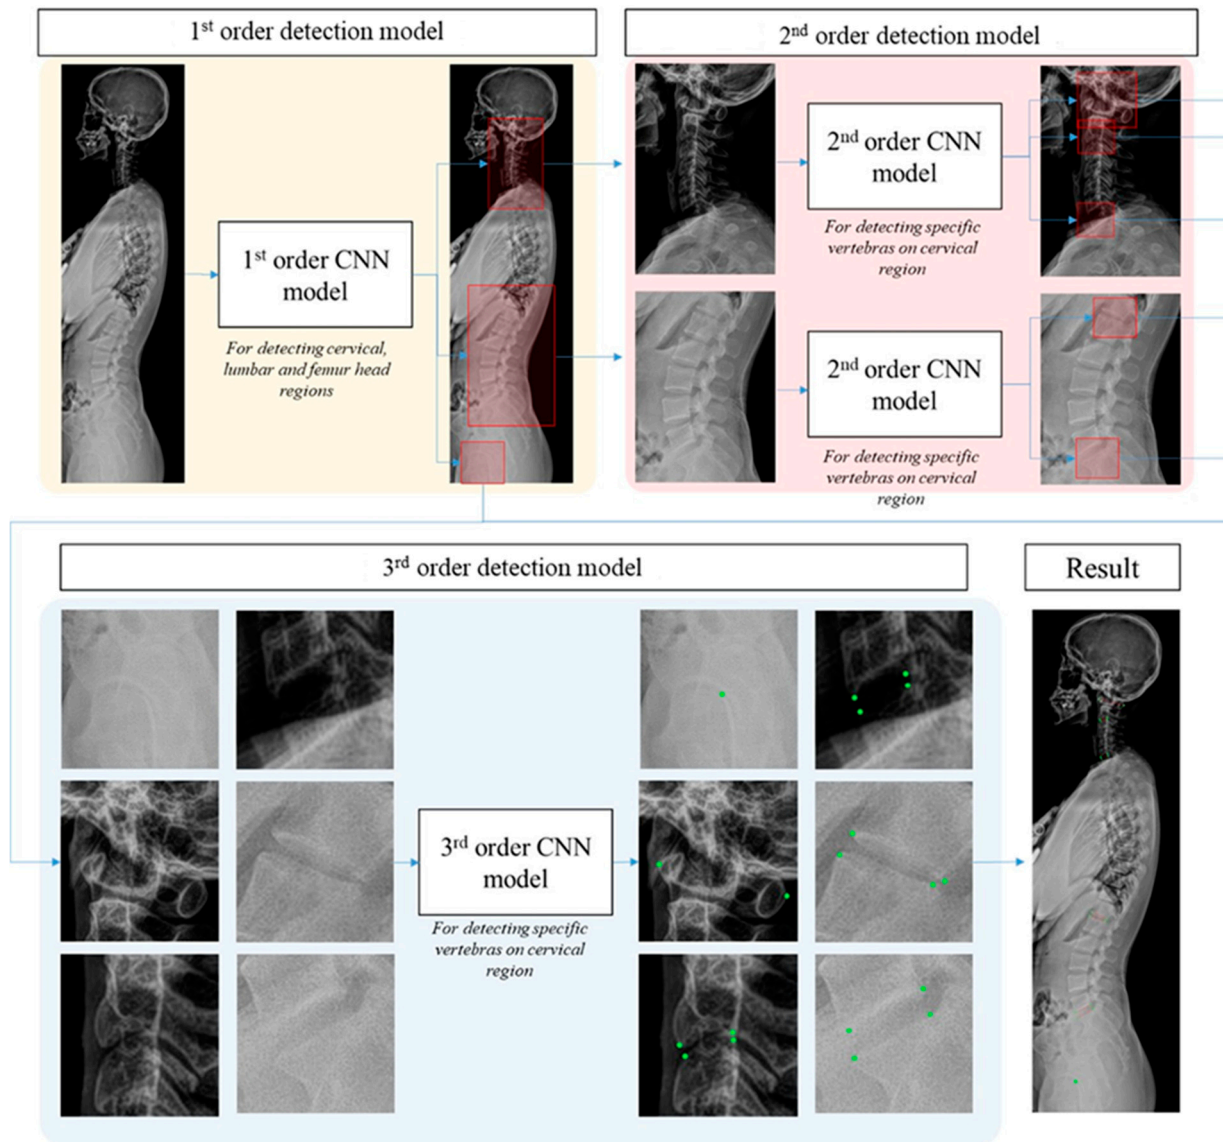 1st order detection model
2nd order detection model
1st order CNN
model
For detecting cervical,
lumbar and femur head
regions
2nd order CNN
model
For detecting specific
vertebras on cervical
region
2nd order CNN
model
For detecting specific
vertebras on cervical
region
3rd order detection model
Result
3rd order CNN
model
For detecting specific
vertebras on cervical
region